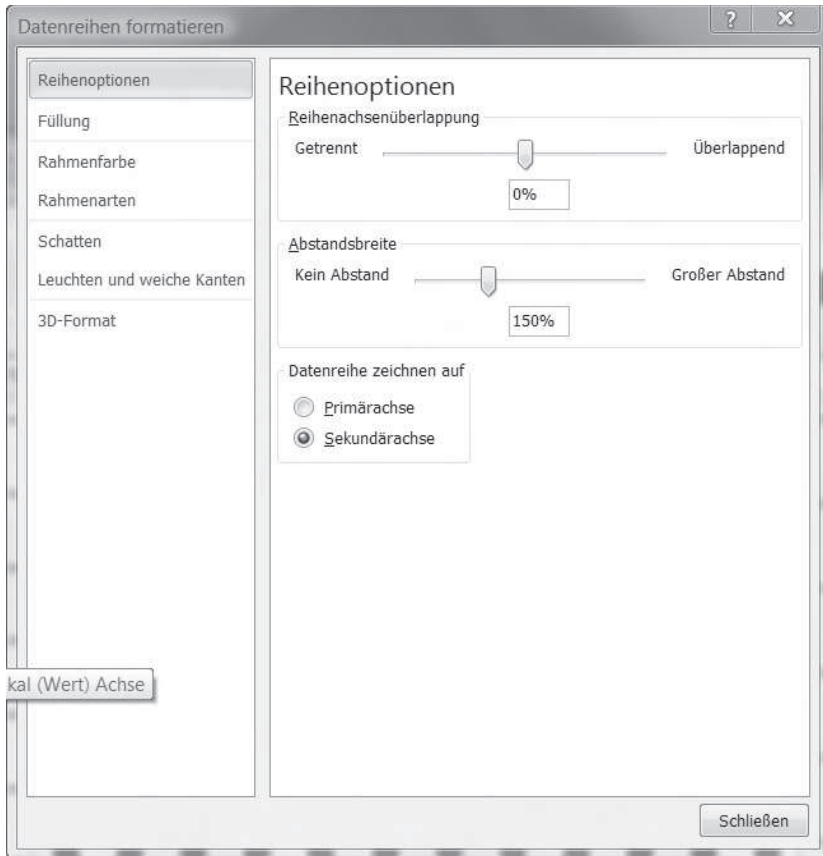 Datenreihen formatieren
?
Reihenoptionen
Füllung
Rahmenfarbe
Rahmenarten
Schatten
Leuchten und weiche Kanten
3D-Format
Reihenoptionen
Reihenachsenüberlappung
Getrennt Überlappend
0%
Abstandsbreite
Kein Abstand Großer Abstand
150%
Datenreihe zeichnen auf
Primärachse
Sekundärachse
kal (Wert) Achse
Schließen